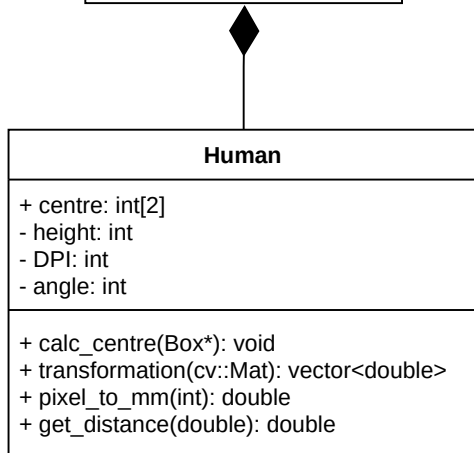 Human
+ centre: int[2]
- height: int
- DPI: int
- angle: int
+ calc_centre(Box*): void
+ transformation(cv::Mat): vector<double>
+ pixel_to_mm(int): double
+ get_distance(double): double